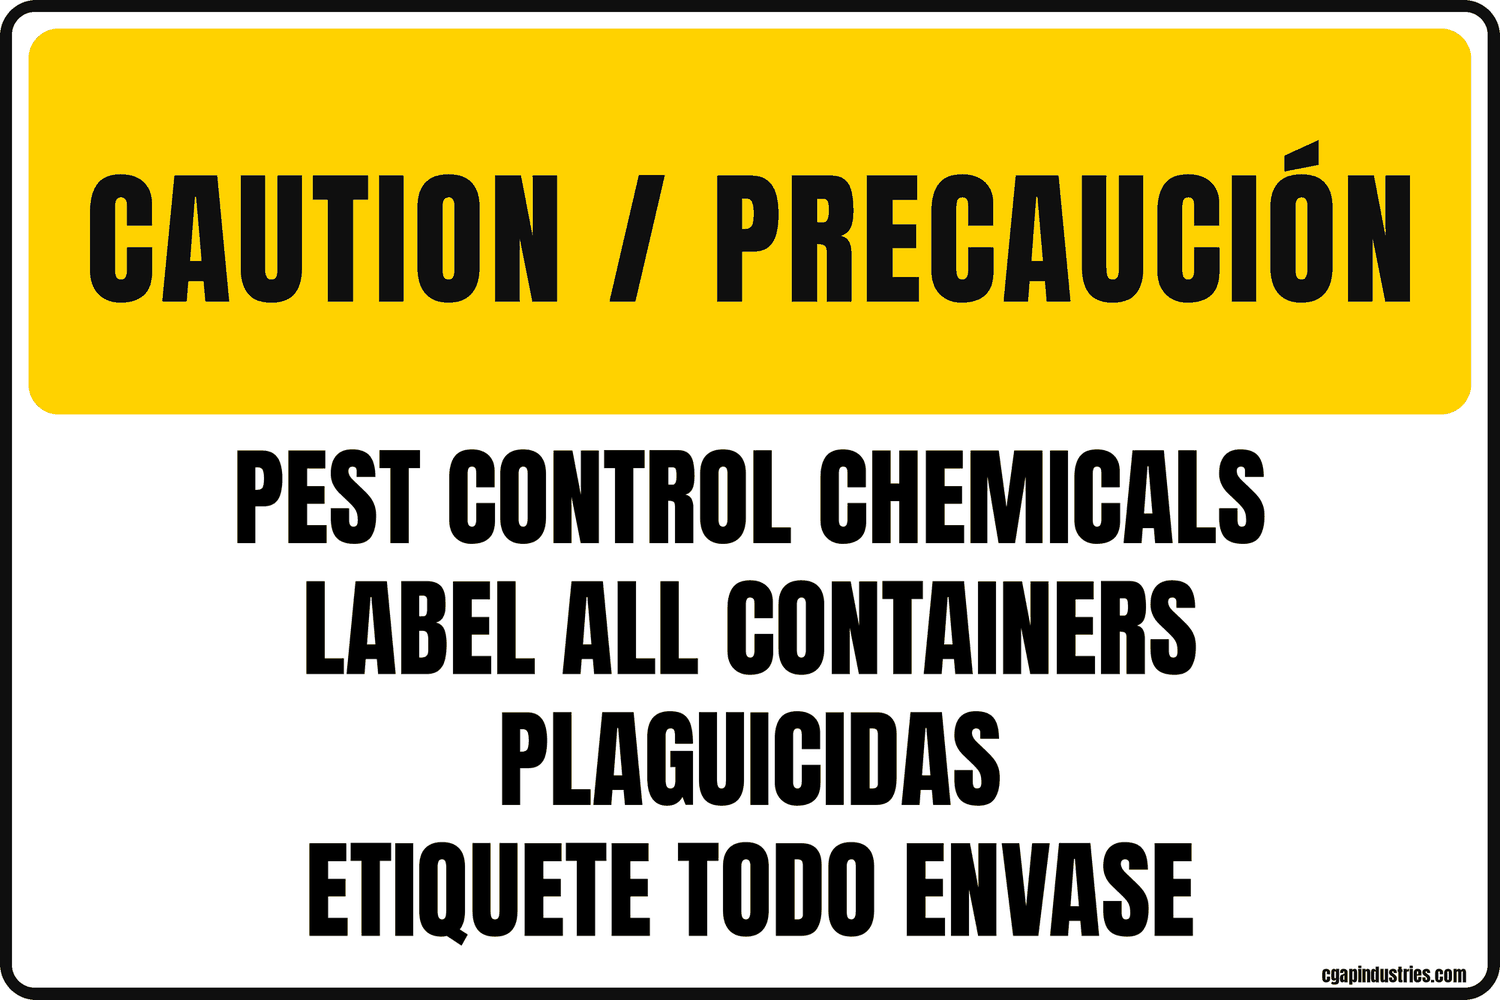 CAUTION / PRECAUCIÓN
PEST CONTROL CHEMICALS
LABEL ALL CONTAINERS
PLAGUICIDAS
ETIQUETE TODO ENVASE
cgapindustries.com